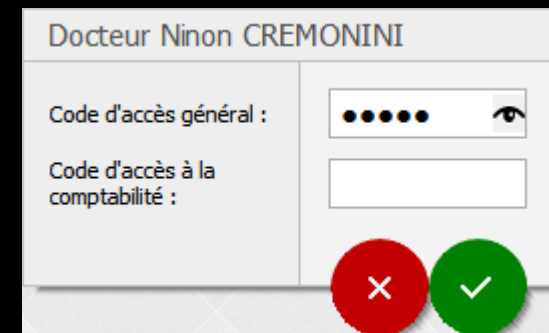 Docteur Ninon CREMONINI
Code d'accès général :
●●●●●
Code d'accès à la
comptabilité :